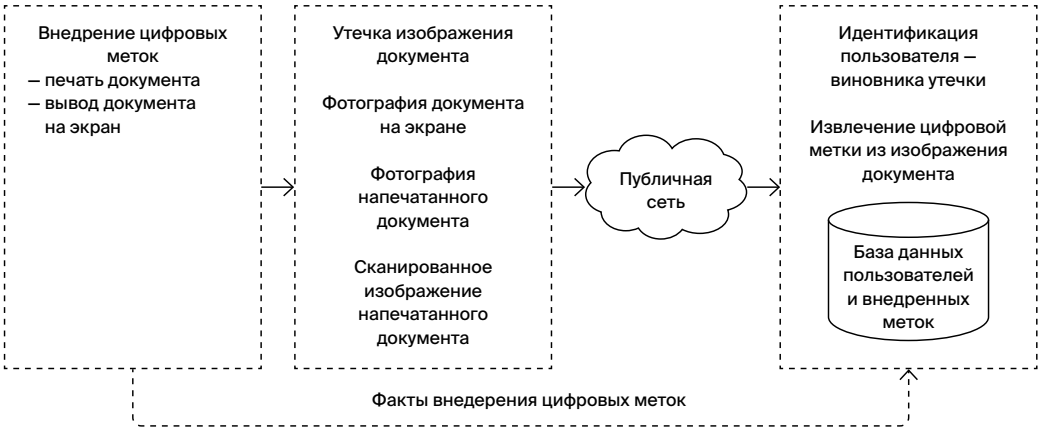 Внедрение цифровых
меток
— печать документа
— вывод документа
на экран
Утечка изображения
документа
Фотография документа
на экране
Фотография
напечатанного
документа
Сканированное
изображение
напечатанного
документа
Публичная
сеть
Идентификация
пользователя —
виновника утечки
Извлечение цифровой
метки из изображения
документа
База данных
пользователей
и внедренных
меток
Факты внедерения цифровых меток